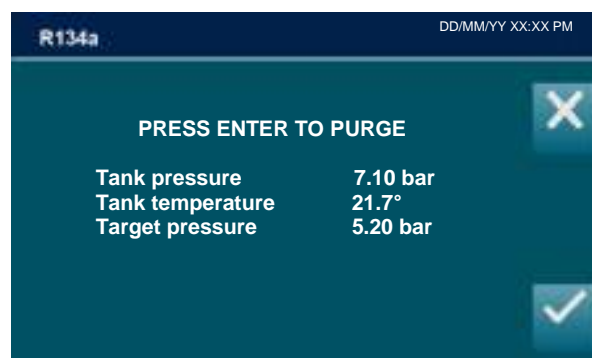 R134a DD/MM/YY XX:XX PM
PRESS ENTER TO PURGE
Tank pressure 7.10 bar
Tank temperature 21.7°
Target pressure 5.20 bar